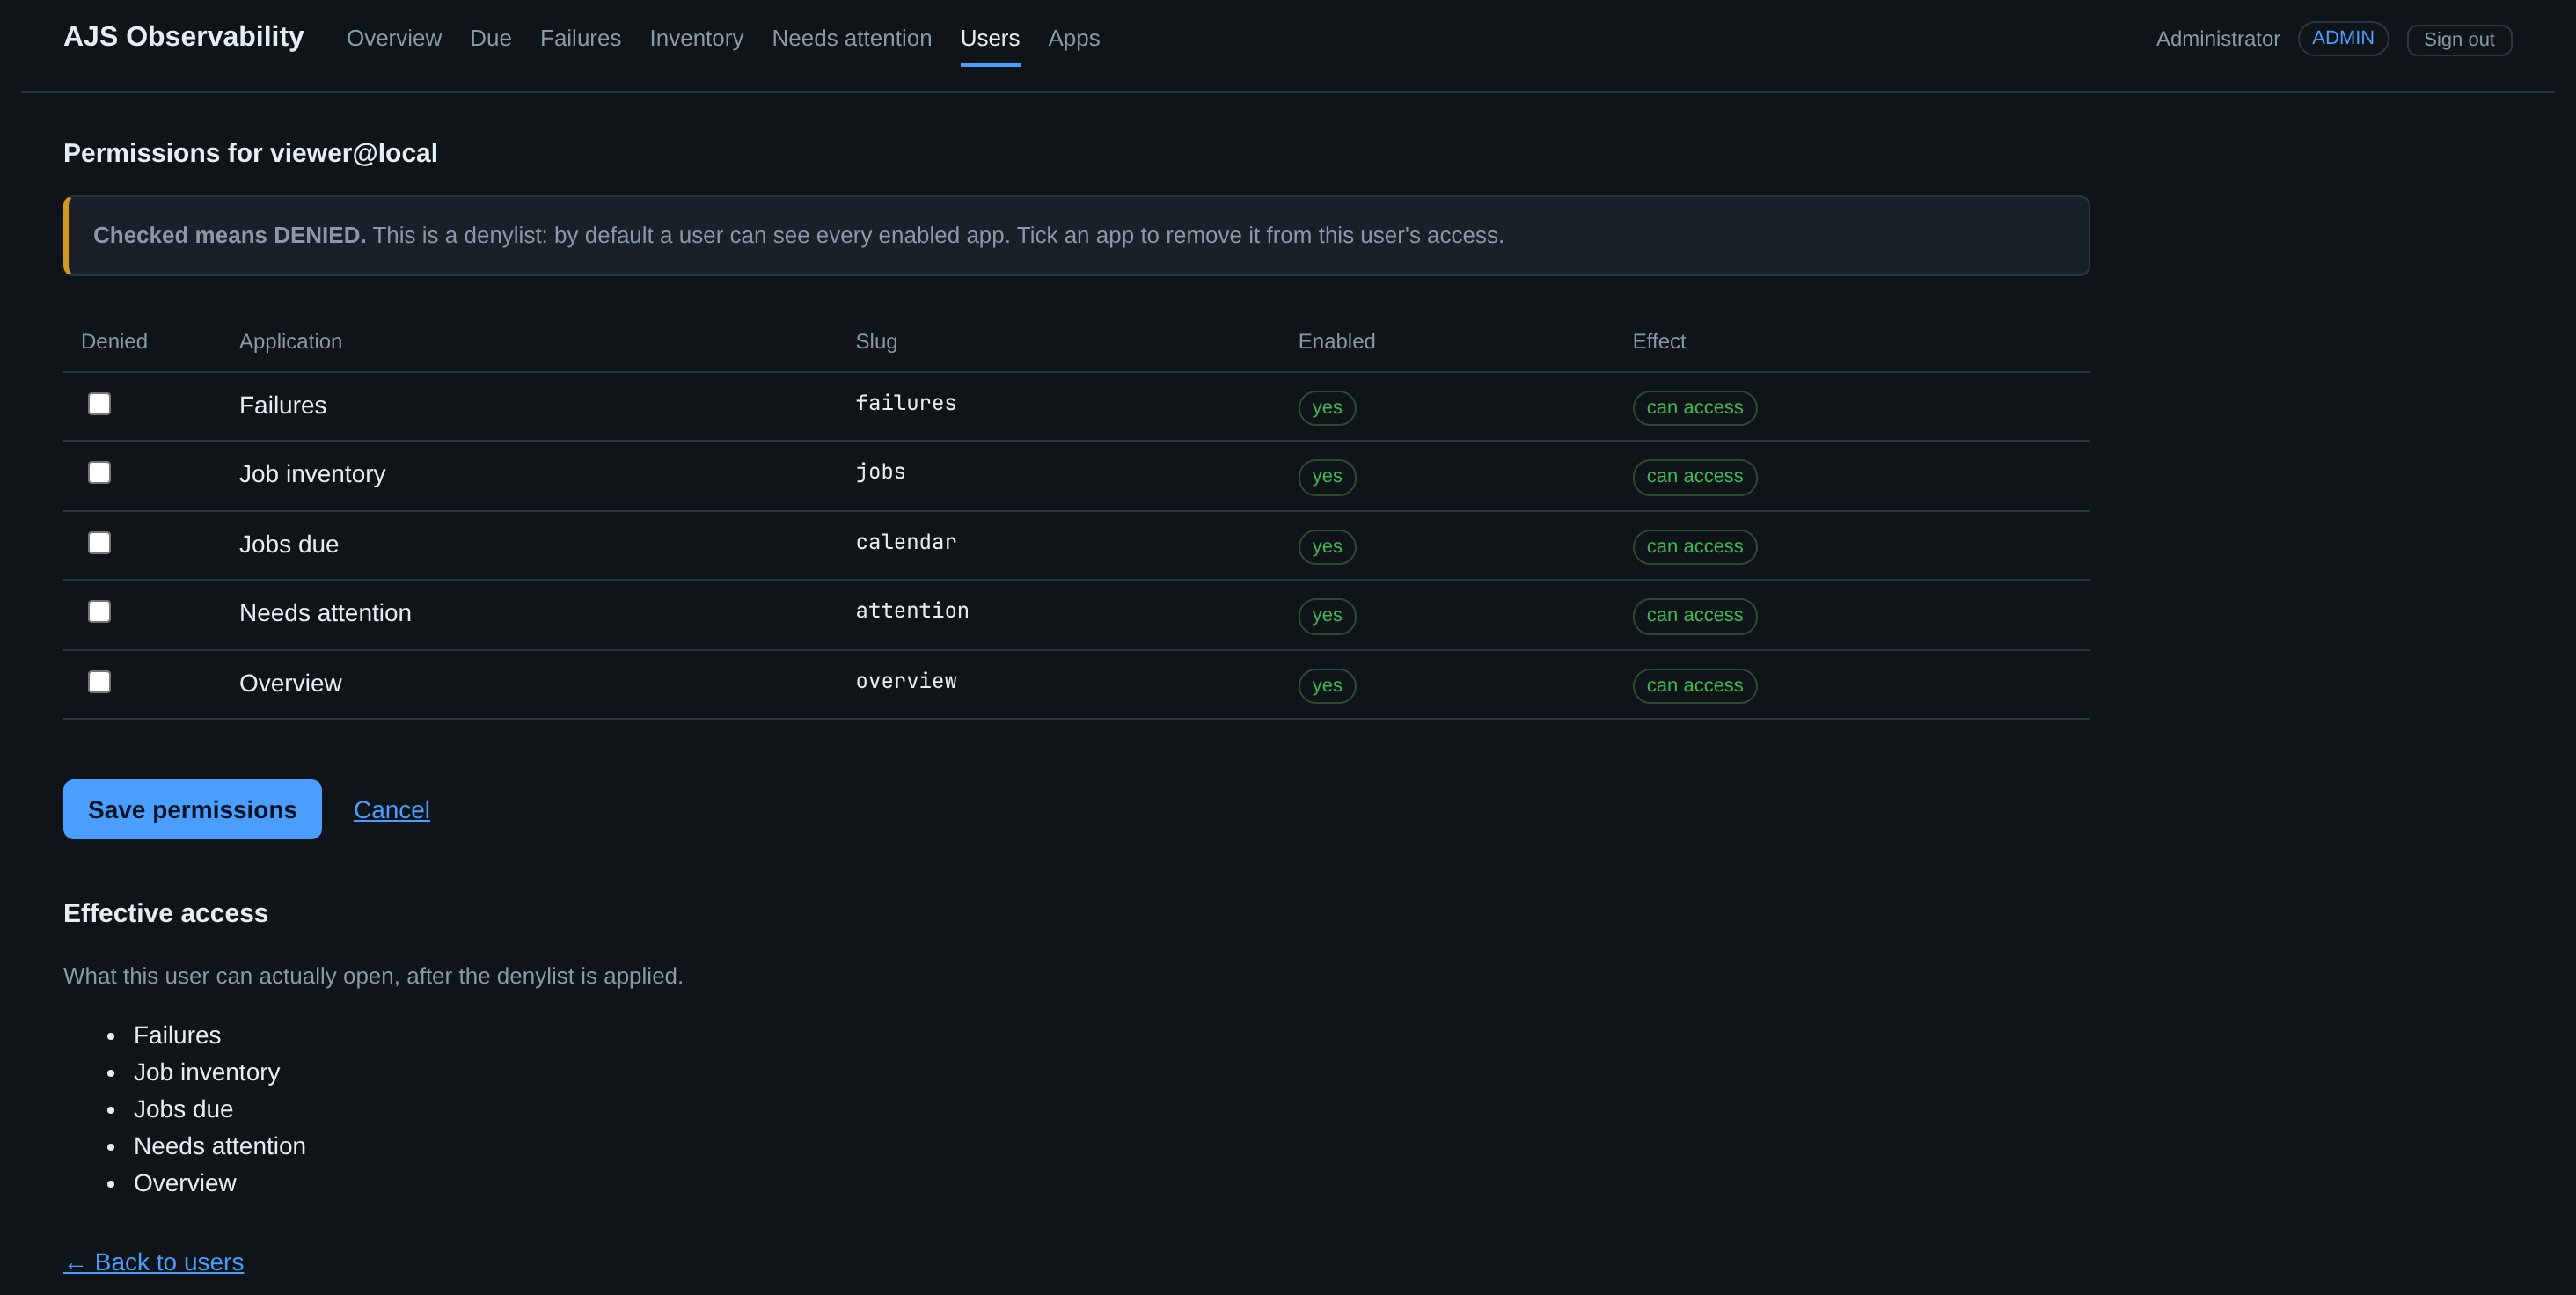 AJS Observability Overview Due Failures Inventory Needs attention Users Apps Administrator ADMIN Sign out
Permissions for viewer@local
Checked means DENIED. This is a denylist: by default a user can see every enabled app. Tick an app to remove it from this user's access.
Denied Application Slug Enabled Effect
Failures failures yes can access
Job inventory jobs yes can access
Jobs due calendar yes can access
Needs attention attention yes can access
Overview overview yes can access
Save permissions Cancel
Effective access
What this user can actually open, after the denylist is applied.
• Failures
• Job inventory
• Jobs due
• Needs attention
• Overview
← Back to users